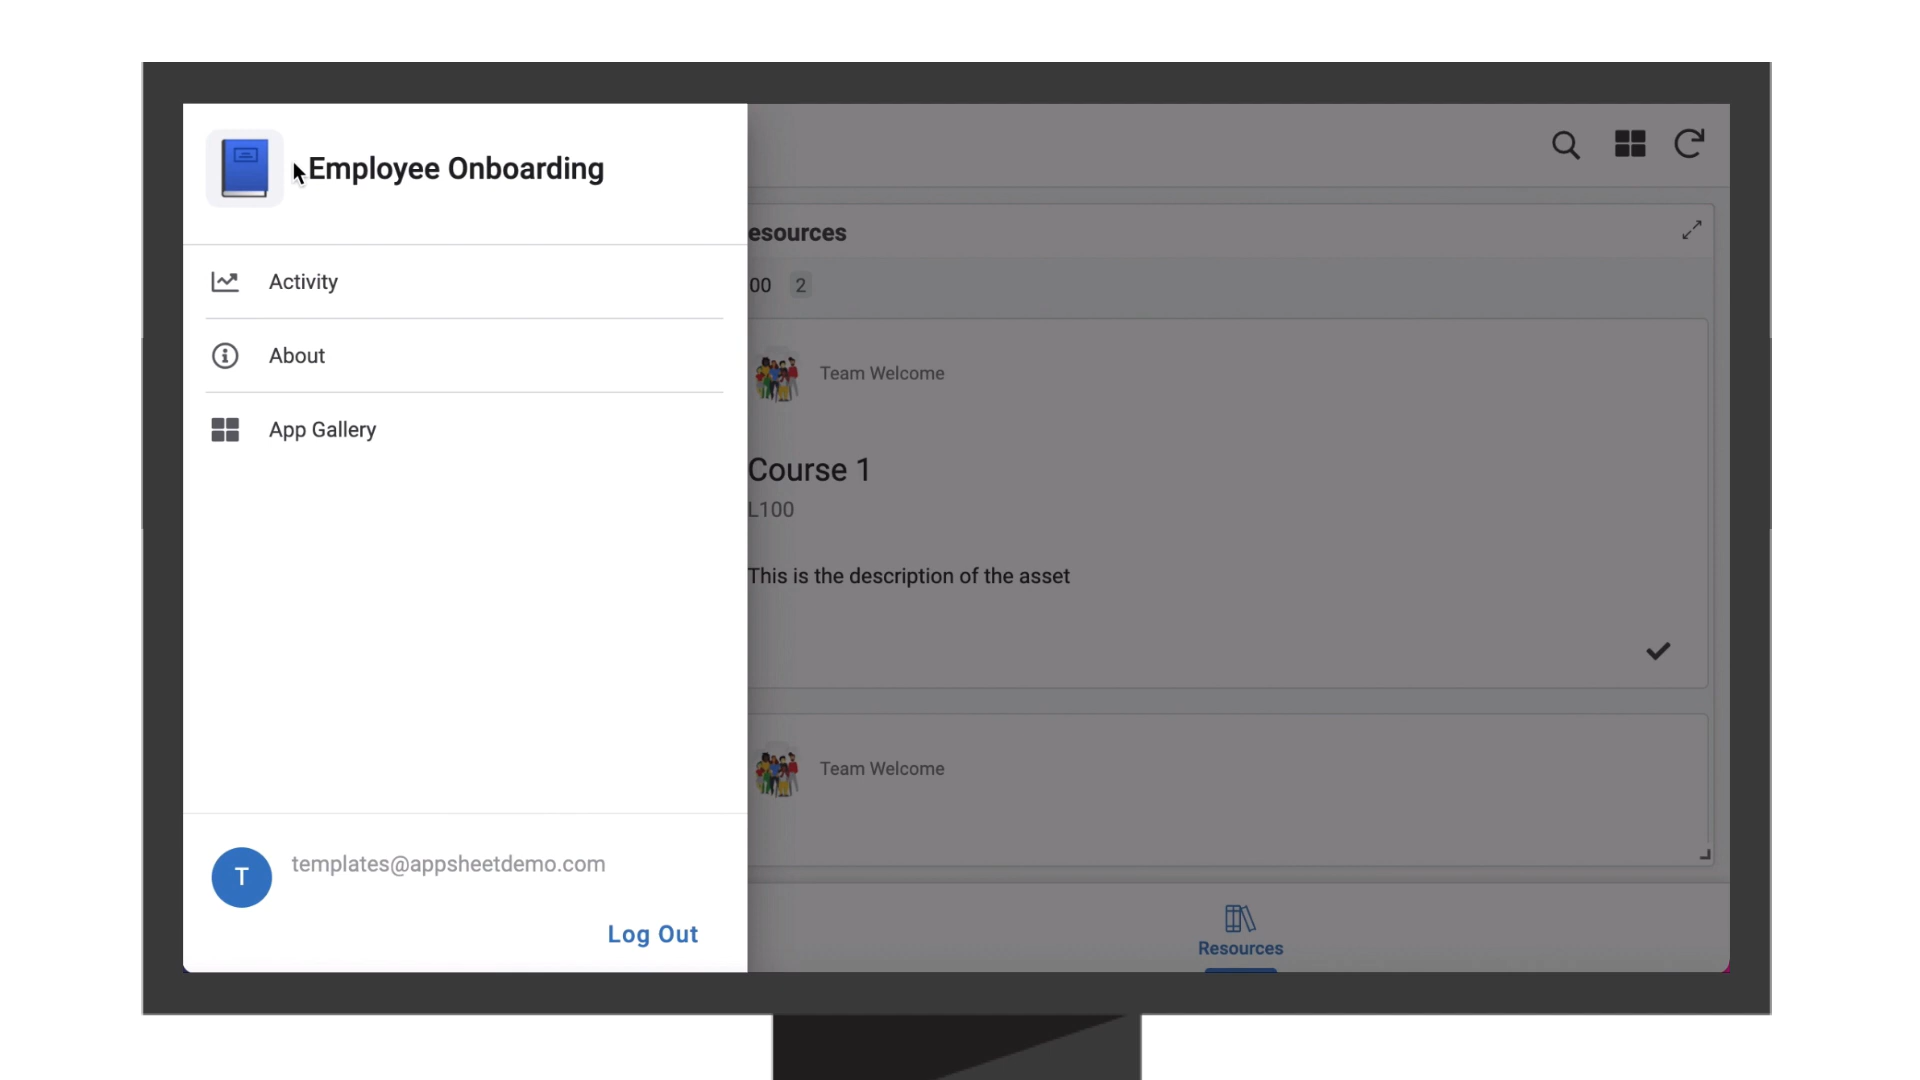 Employee Onboarding
Activity
About
App Gallery
templates@appsheetdemo.com
T
Log Out
esources
00 2
Team Welcome
Course 1
L100
This is the description of the asset
Team Welcome
Resources